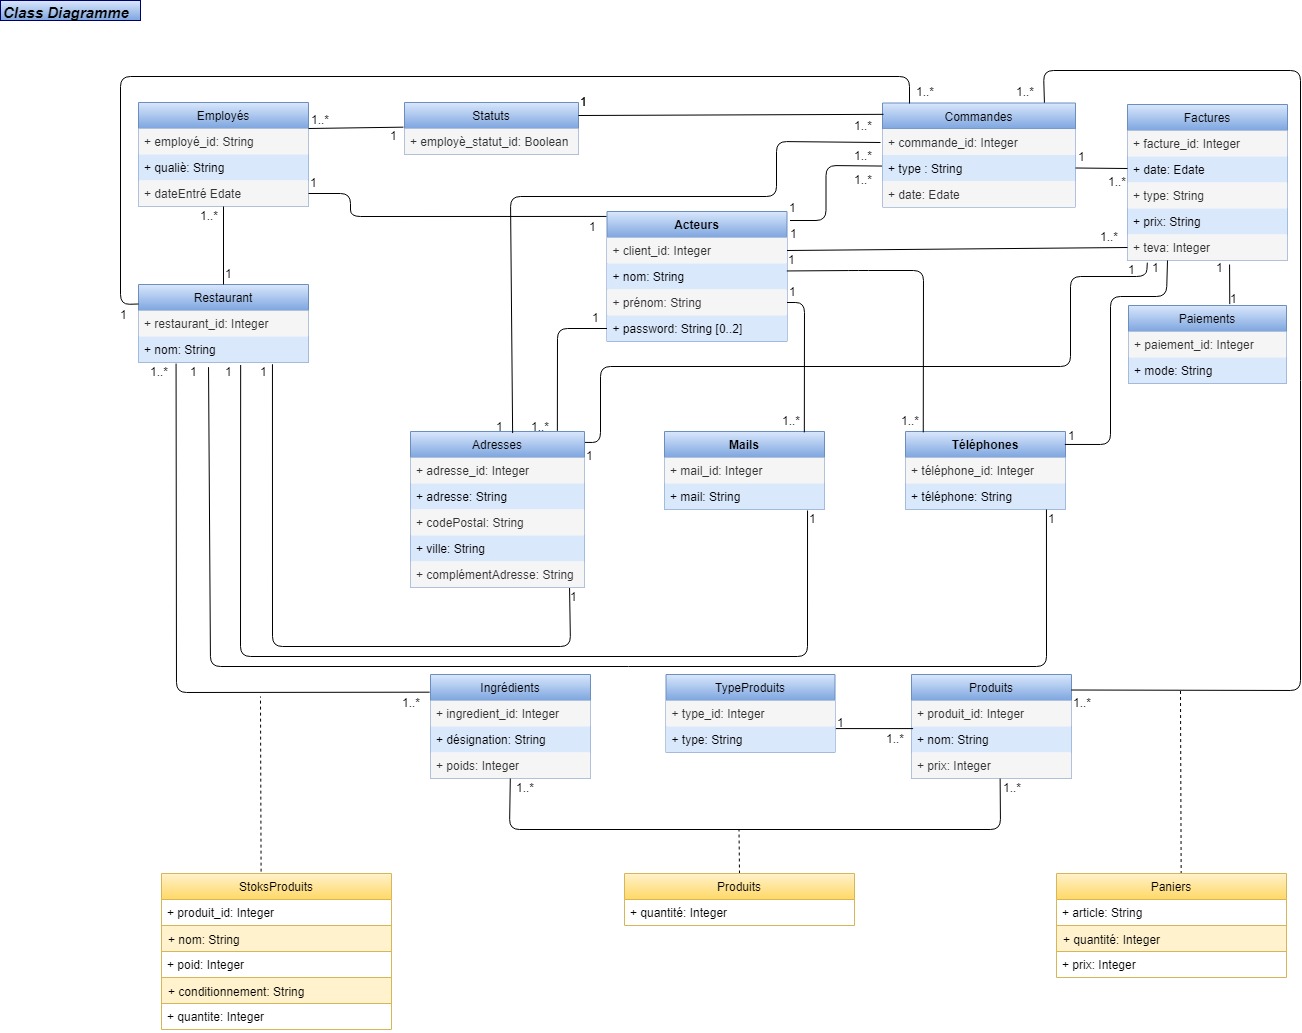 Class Diagramme
Employés
+ employé_id: String
+ qualiè: String
+ dateEntré Edate
1..*
1
1
1..*
Statuts
+ employè_statut_id: Boolean
1
1..*
1..*
Commandes
+ commande_id: Integer
+ type : String
+ date: Edate
1..*
1..*
1..*
1
1..*
Factures
+ facture_id: Integer
+ date: Edate
+ type: String
+ prix: String
+ teva: Integer
1..*
1
1
1
1
Acteurs
+ client_id: Integer
+ nom: String
+ prénom: String
+ password: String [0..2]
1
1
1
1
1
1
Restaurant
+ restaurant_id: Integer
+ nom: String
1
1
1..*
1
1
1
Paiements
+ paiement_id: Integer
+ mode: String
Adresses
+ adresse_id: Integer
+ adresse: String
+ codePostal: String
+ ville: String
+ complémentAdresse: String
1
1..*
1
1
Mails
+ mail_id: Integer
+ mail: String
1..*
1
Téléphones
+ téléphone_id: Integer
+ téléphone: String
1..*
1
1
Ingrédients
+ ingredient_id: Integer
+ désignation: String
+ poids: Integer
1..*
1..*
TypeProduits
+ type_id: Integer
+ type: String
1
1..*
Produits
+ produit_id: Integer
+ nom: String
+ prix: Integer
1..*
1..*
StoksProduits
+ produit_id: Integer
+ nom: String
+ poid: Integer
+ conditionnement: String
+ quantite: Integer
Produits
+ quantité: Integer
Paniers
+ article: String
+ quantité: Integer
+ prix: Integer